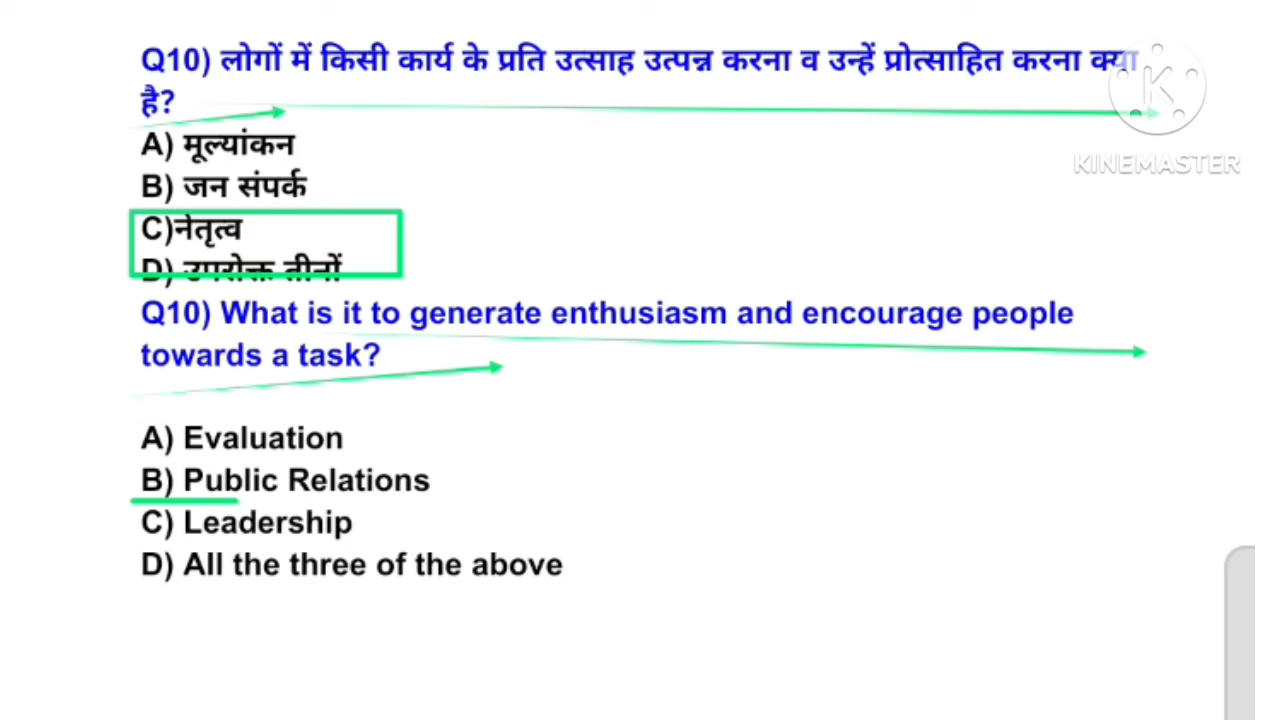 Q10) लोगों में किसी कार्य के प्रति उत्साह उत्पन्न करना व उन्हें प्रोत्साहित करना क्या
है?
A) मूल्यांकन
B) जन संपर्क
C)नेतृत्व
D) उपरोक्त तीनों
Q10) What is it to generate enthusiasm and encourage people
towards a task?
A) Evaluation
B) Public Relations
C) Leadership
D) All the three of the above
K
KINEMASTER